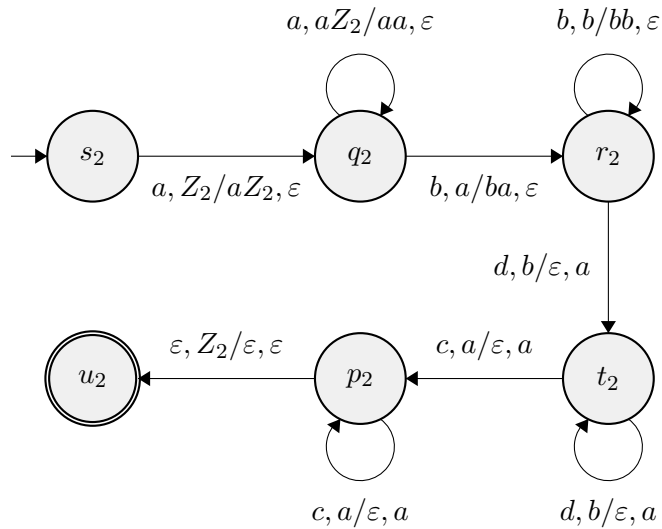 a, aZ₂/aa, ε
b, b/bb, ε
s₂
q₂
r₂
a, Z₂/aZ₂, ε
b, a/ba, ε
d, b/ε, a
ε, Z₂/ε, ε
c, a/ε, a
u₂
p₂
t₂
c, a/ε, a
d, b/ε, a